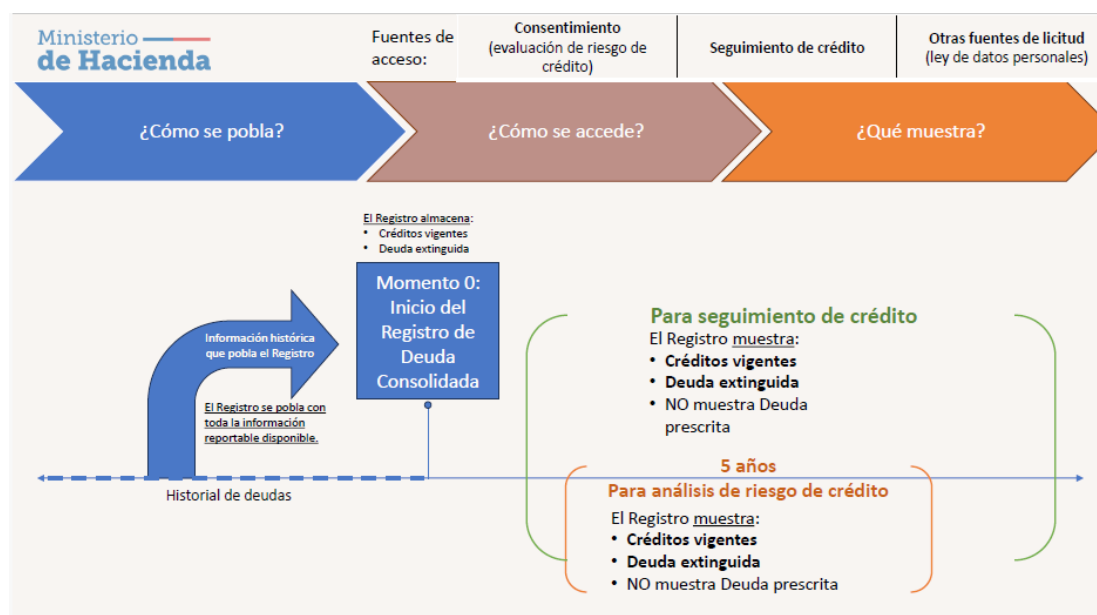 Ministerio
de Hacienda
Fuentes de
acceso:
Consentimiento
(evaluación de riesgo de
crédito)
Seguimiento de crédito
Otras fuentes de licitud
(ley de datos personales)
¿Cómo se pobla?
¿Cómo se accede?
¿Qué muestra?
El Registro almacena:
• Créditos vigentes
• Deuda extinguida
Momento 0:
Inicio del
Registro de
Deuda
Consolidada
Información histórica
que pobla el Registro
El Registro se pobla con
toda la información
reportable disponible.
Historial de deudas
Para seguimiento de crédito
El Registro muestra:
• Créditos vigentes
• Deuda extinguida
• NO muestra Deuda
prescrita
5 años
Para análisis de riesgo de crédito
El Registro muestra:
• Créditos vigentes
• Deuda extinguida
• NO muestra Deuda prescrita